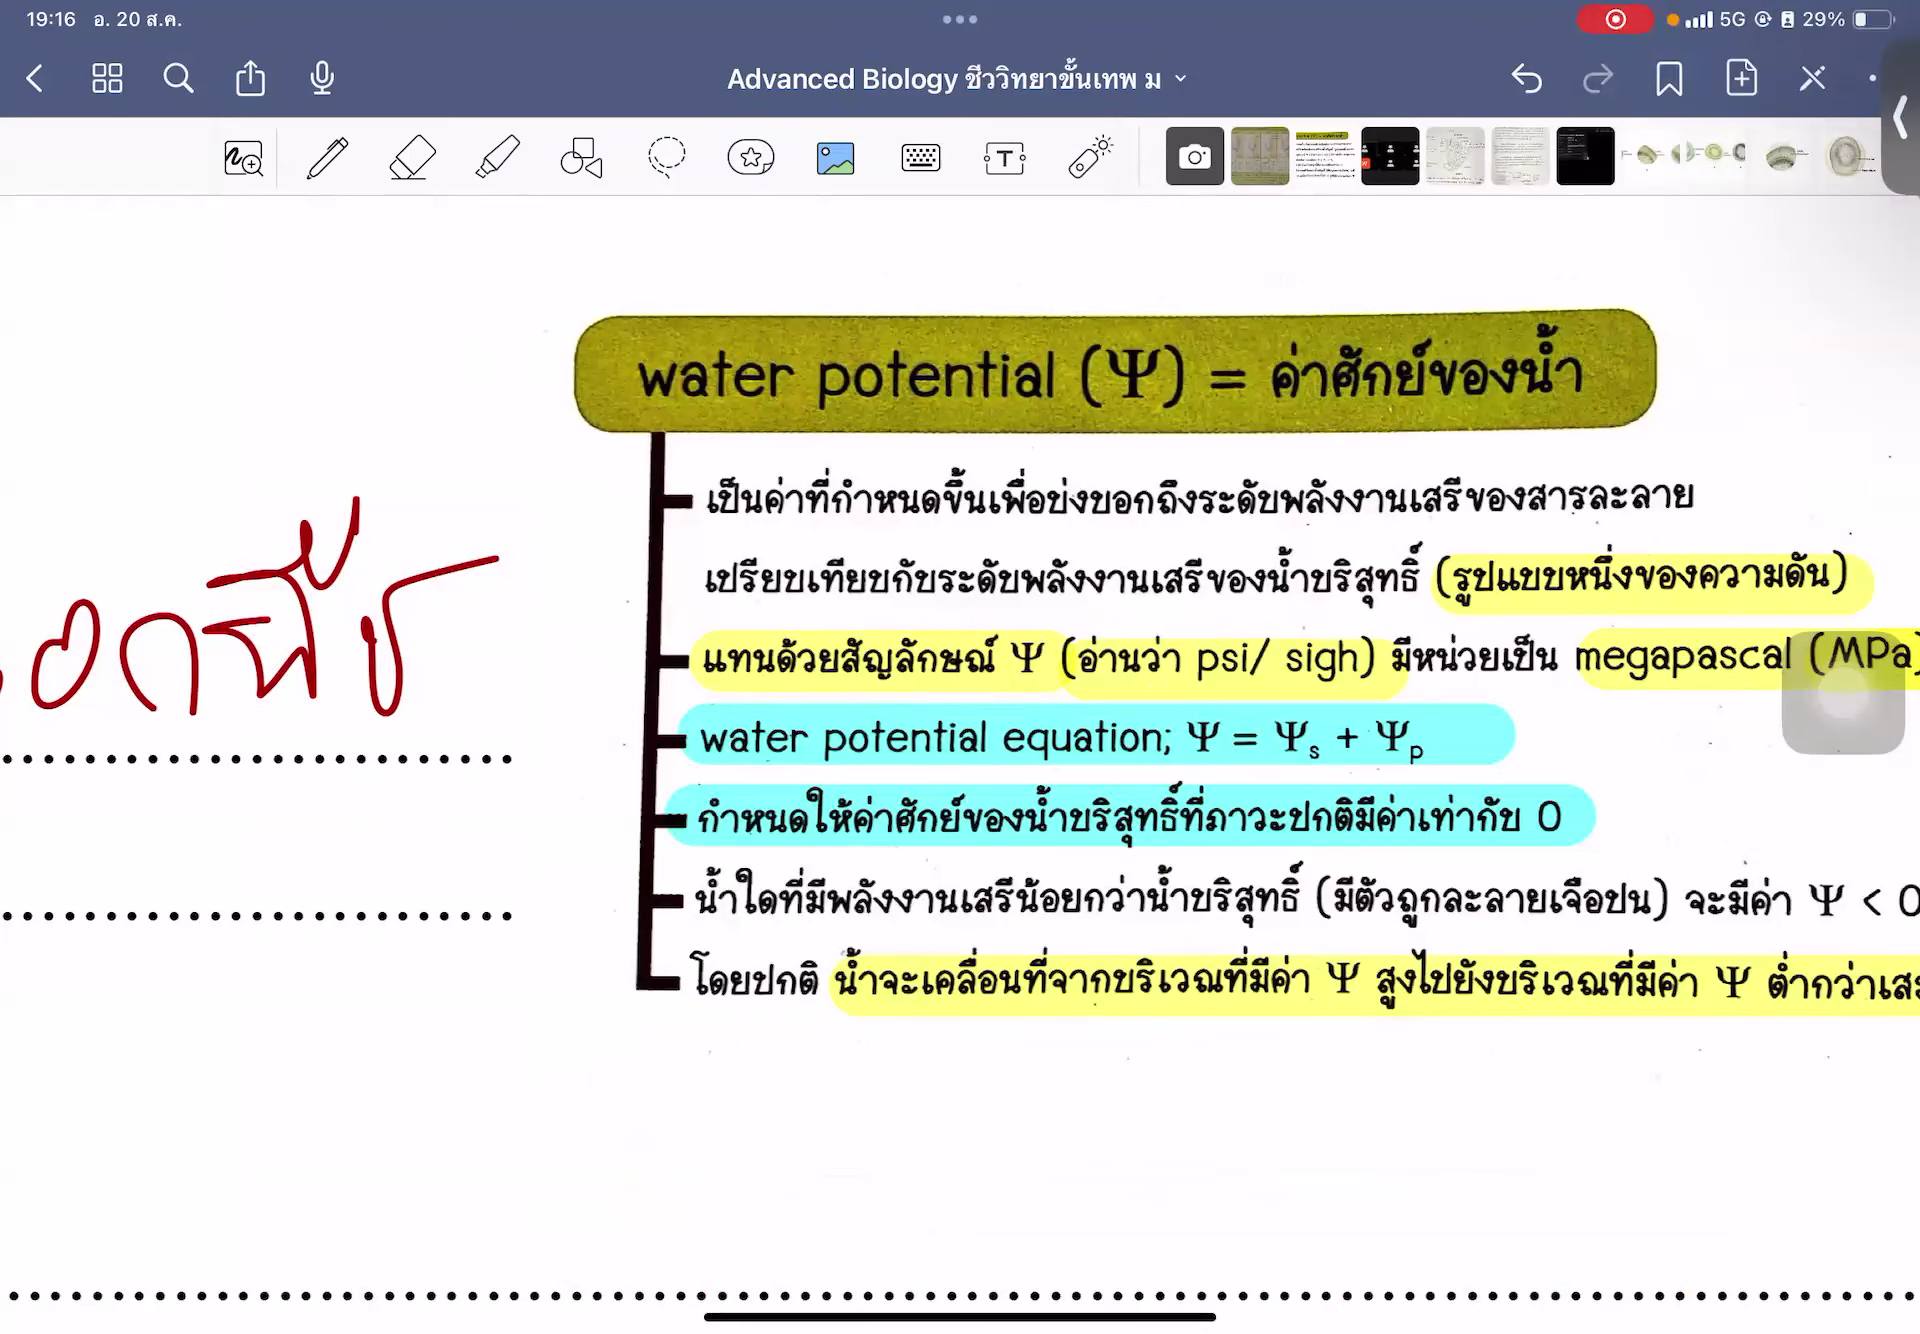 19:16 อ. 20 ส.ค.
5G 29%
Advanced Biology ชีววิทยาขั้นเทพ ม
T
water potential (Ψ) = ค่าศักย์ของน้ำ
เป็นค่าที่กำหนดขึ้นเพื่อบ่งบอกถึงระดับพลังงานเสรีของสารละลาย
เปรียบเทียบกับระดับพลังงานเสรีของน้ำบริสุทธิ์ (รูปแบบหนึ่งของความดัน)
แทนด้วยสัญลักษณ์ Ψ (อ่านว่า psi/ sigh) มีหน่วยเป็น megapascal (MPa)
water potential equation; Ψ = Ψs + Ψp
กำหนดให้ค่าศักย์ของน้ำบริสุทธิ์ที่ภาวะปกติมีค่าเท่ากับ 0
น้ำใดที่มีพลังงานเสรีน้อยกว่าน้ำบริสุทธิ์ (มีตัวถูกละลายเจือปน) จะมีค่า Ψ < 0
โดยปกติ น้ำจะเคลื่อนที่จากบริเวณที่มีค่า Ψ สูงไปยังบริเวณที่มีค่า Ψ ต่ำกว่า